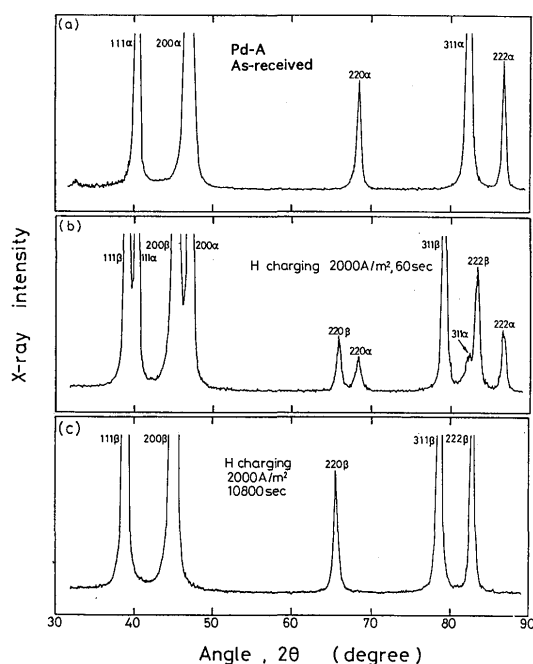 (a)
111α
200α
Pd-A
As-received
220α
311α
222α
(b)
111β
111α
200β
200α
H charging 2000A/m², 60sec
220β
220α
311β
311α
222β
222α
(c)
111β
200β
H charging
2000A/m²
10800sec
220β
311β
222β
X-ray intensity
30 40 50 60 70 80 90
Angle, 2θ (degree)